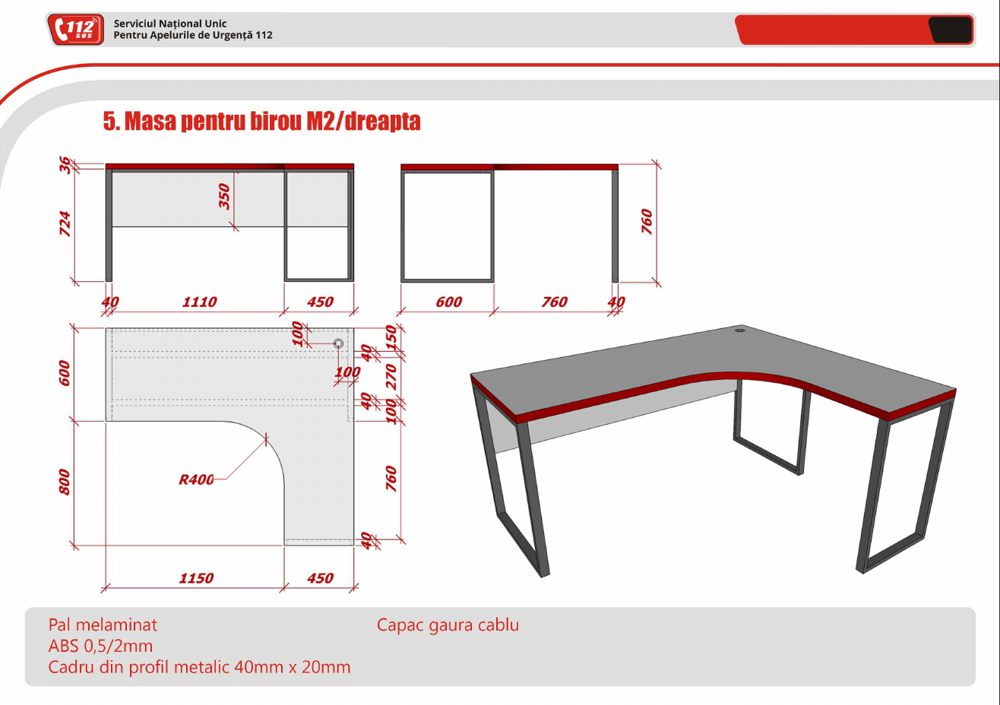 112
SOS
Serviciul Național Unic
Pentru Apelurile de Urgență 112
5. Masa pentru birou M2/dreapta
36
724
350
40
1110
450
760
600
760
40
600
800
100
100
R400
150
40
270
40
100
760
40
1150
450
Pal melaminat
ABS 0,5/2mm
Cadru din profil metalic 40mm x 20mm
Capac gaura cablu